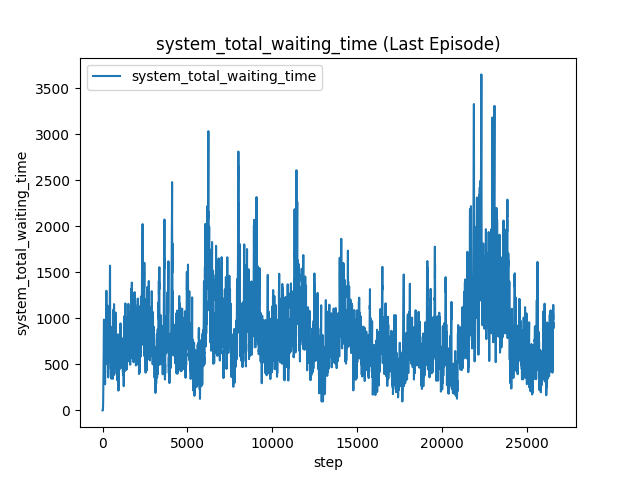 system_total_waiting_time (Last Episode)
system_total_waiting_time
3500
3000
2500
2000
1500
1000
500
0
system_total_waiting_time
0 5000 10000 15000 20000 25000
step